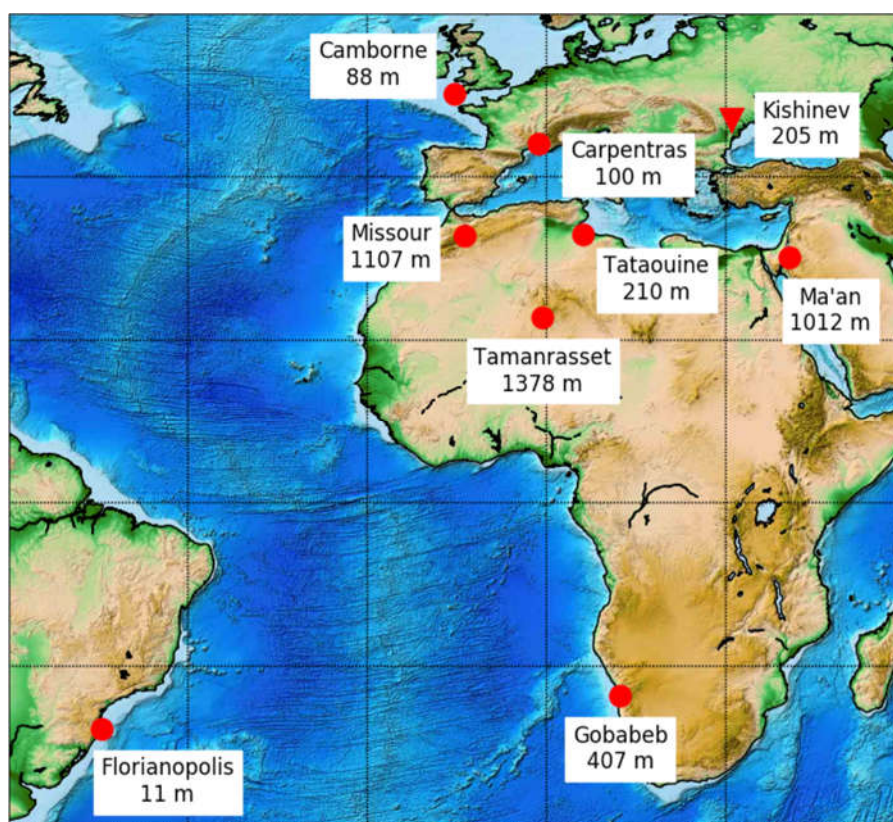 Camborne
88 m
Kishinev
205 m
Carpentras
100 m
Missour
1107 m
Tataouine
210 m
Ma'an
1012 m
Tamanrasset
1378 m
Gobabeb
407 m
Florianopolis
11 m